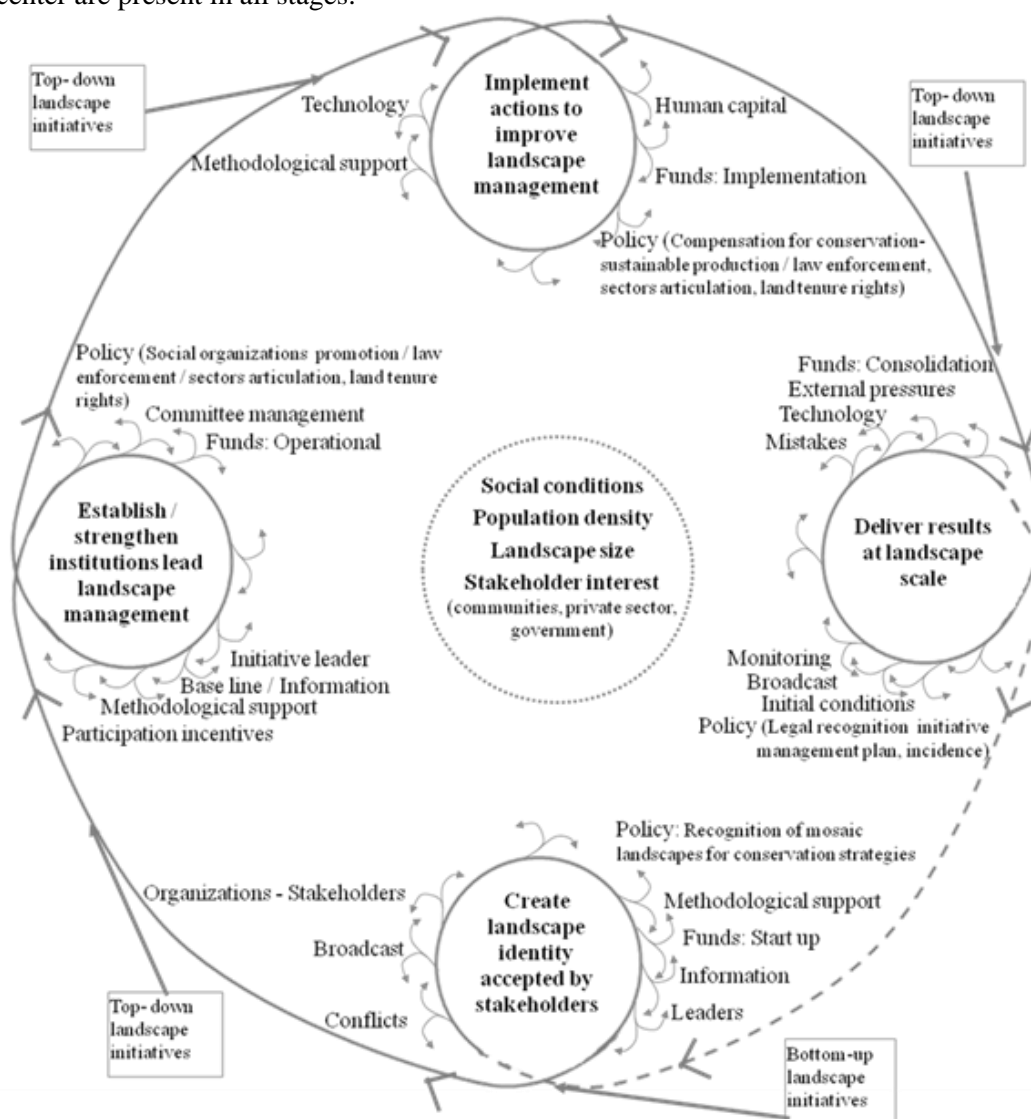 center are present in all stages.
Top- down
landscape
initiatives
Implement
actions to
improve
landscape
management
Technology
Methodological support
Human capital
Funds: Implementation
Policy (Compensation for conservation-
sustainable production / law enforcement,
sectors articulation, land tenure rights)
Top-down
landscape
initiatives
Policy (Social organizations promotion / law
enforcement / sectors articulation, land tenure
rights)
Committee management
Funds: Operational
Establish /
strengthen
institutions lead
landscape
management
Initiative leader
Base line / Information
Methodological support
Participation incentives
Social conditions
Population density
Landscape size
Stakeholder interest
(communities, private sector,
government)
Funds: Consolidation
External pressures
Technology
Mistakes
Deliver results
at landscape
scale
Monitoring
Broadcast
Initial conditions
Policy (Legal recognition initiative
management plan, incidence)
Policy: Recognition of mosaic
landscapes for conservation strategies
Organizations - Stakeholders
Broadcast
Conflicts
Create
landscape
identity
accepted by
stakeholders
Methodological support
Funds: Start up
Information
Leaders
Top- down
landscape
initiatives
Bottom-up
landscape
initiatives